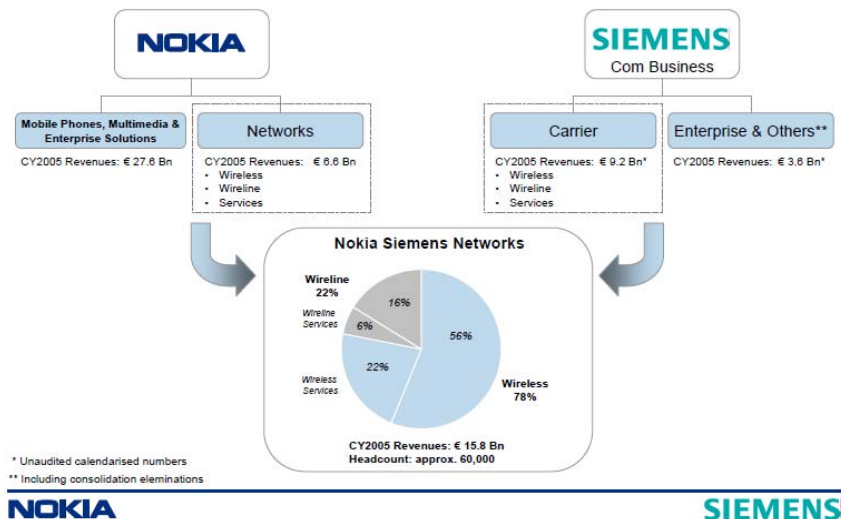 NOKIA
SIEMENS
Com Business
Mobile Phones, Multimedia &
Enterprise Solutions
Networks
Carrier
Enterprise & Others**
CY2005 Revenues: € 27.6 Bn
CY2005 Revenues: € 6.6 Bn
• Wireless
• Wireline
• Services
CY2005 Revenues: € 9.2 Bn*
• Wireless
• Wireline
• Services
CY2005 Revenues: € 3.6 Bn*
Nokia Siemens Networks
Wireline
22%
Wireline
Services
16%
6%
56%
22%
Wireless
Services
Wireless
78%
CY2005 Revenues: € 15.8 Bn
Headcount: approx. 60,000
* Unaudited calendarised numbers
** Including consolidation eleminations
NOKIA
SIEMENS